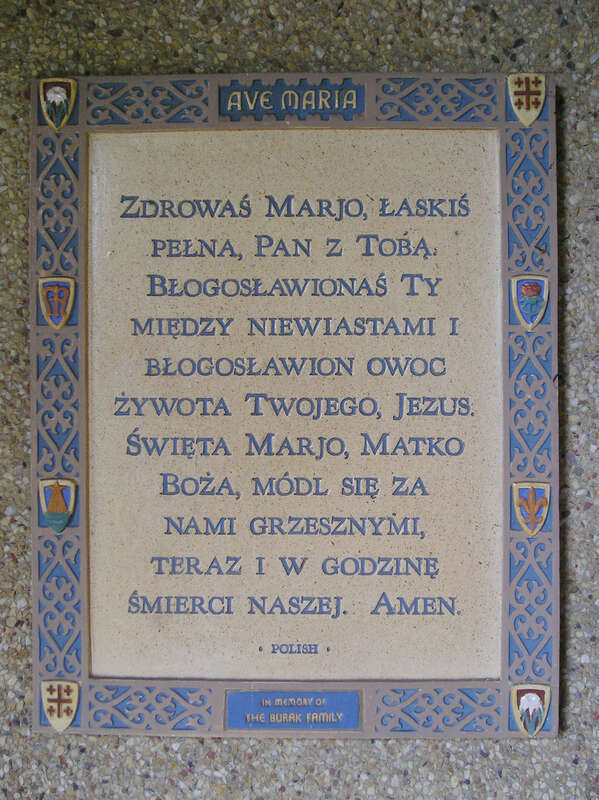 AVE MARIA
ZDROWAŚ MARJO, ŁASKIŚ
PEŁNA, PAN Z TOBĄ.
BŁOGOSŁAWIONAŚ TY
MIĘDZY NIEWIASTAMI I
BŁOGOSŁAWION OWOC
ŻYWOTA TWOJEGO, JEZUS.
ŚWIĘTA MARJO, MATKO
BOŻA, MÓDL SIĘ ZA
NAMI GRZESZNYMI,
TERAZ I W GODZINĘ
ŚMIERCI NASZEJ. AMEN.
• POLISH •
IN MEMORY OF
THE BURAK FAMILY